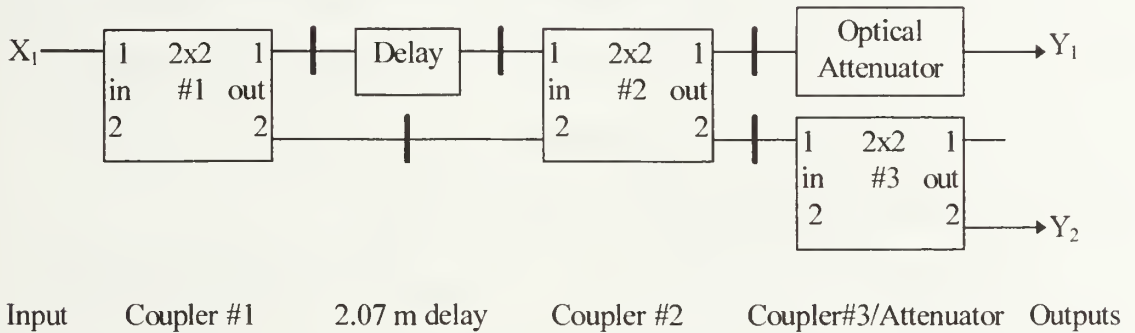 X1 1 2x2 1 Delay 1 2x2 1 Optical Attenuator Y1
in #1 out in #2 out
2 2 2 2 1 2x2 1
in #3 out
2 2 Y2
Input Coupler #1 2.07 m delay Coupler #2 Coupler#3/Attenuator Outputs